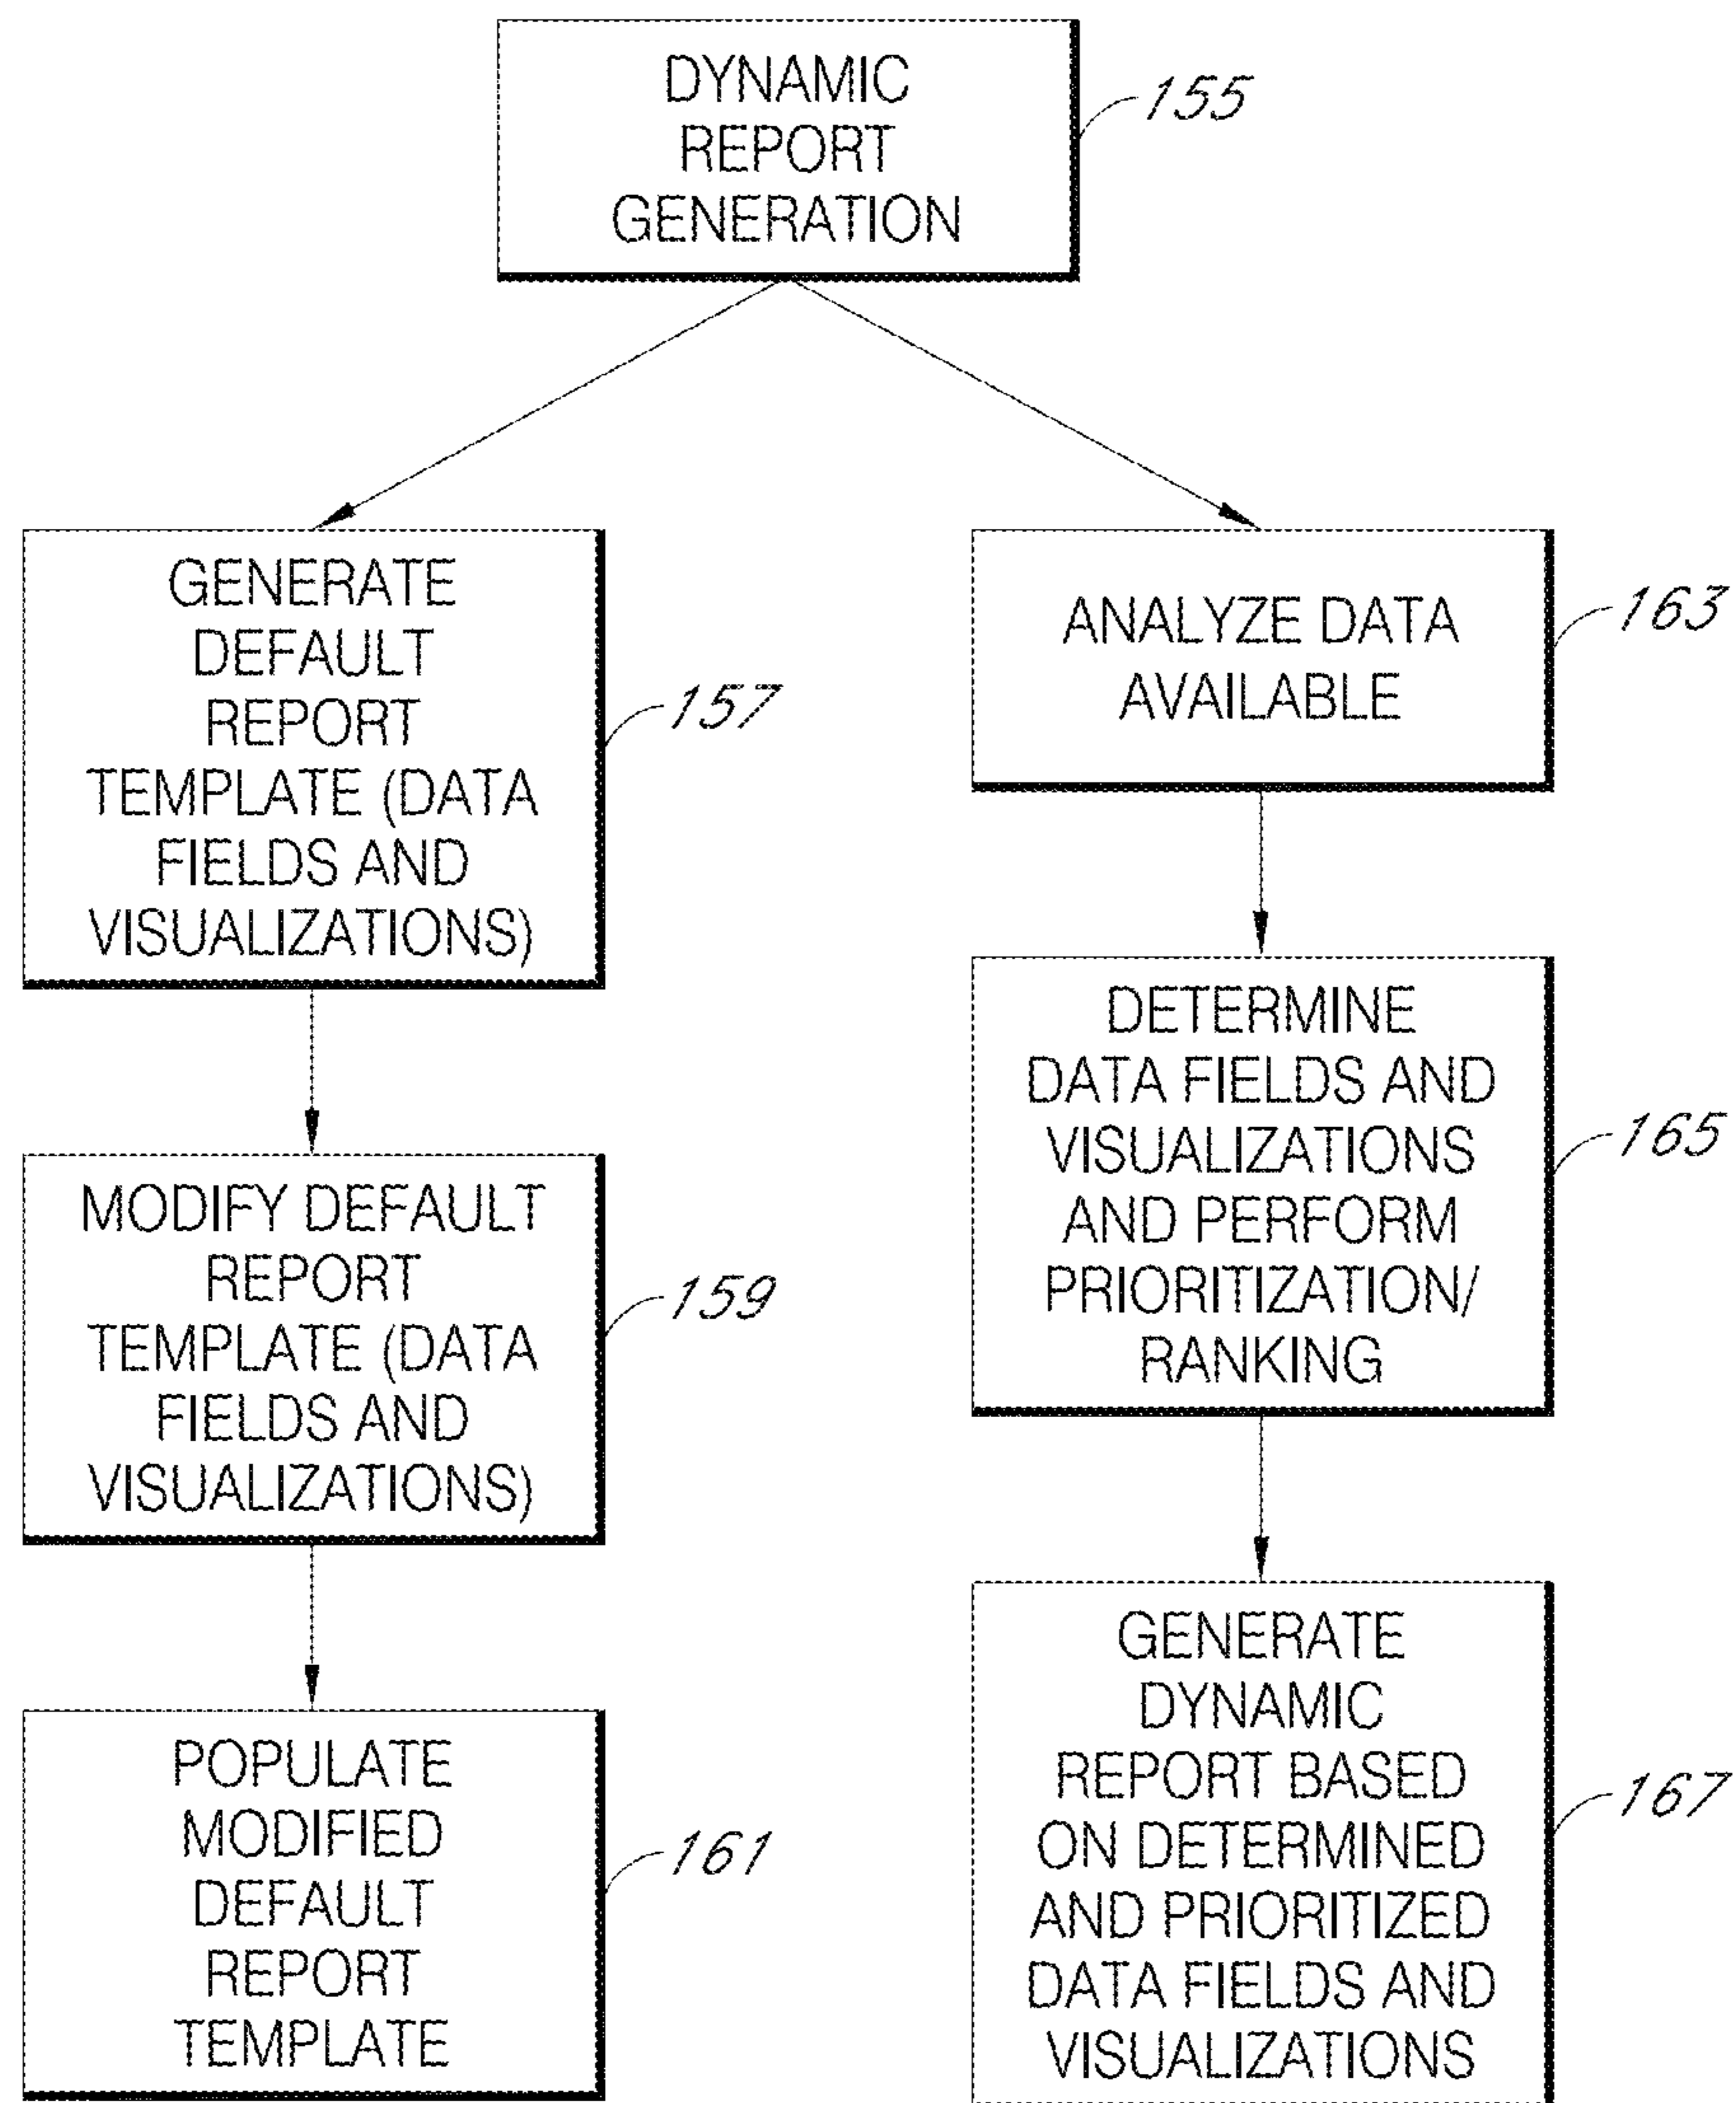 DYNAMIC
REPORT
GENERATION
155
GENERATE
DEFAULT
REPORT
TEMPLATE (DATA
FIELDS AND
VISUALIZATIONS)
157
MODIFY DEFAULT
REPORT
TEMPLATE (DATA
FIELDS AND
VISUALIZATIONS)
159
POPULATE
MODIFIED
DEFAULT
REPORT
TEMPLATE
161
ANALYZE DATA
AVAILABLE
163
DETERMINE
DATA FIELDS AND
VISUALIZATIONS
AND PERFORM
PRIORITIZATION/
RANKING
165
GENERATE
DYNAMIC
REPORT BASED
ON DETERMINED
AND PRIORITIZED
DATA FIELDS AND
VISUALIZATIONS
167